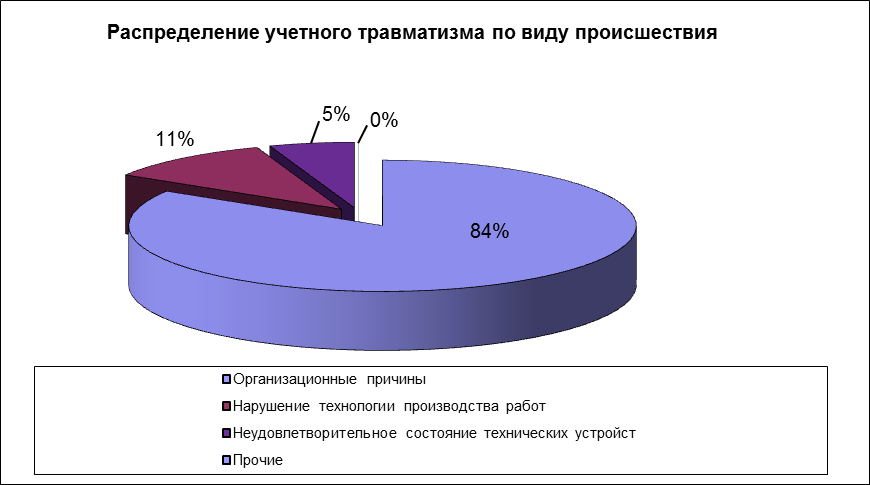 Распределение учетного травматизма по виду происшествия
5%
0%
11%
84%
Организационные причины
Нарушение технологии производства работ
Неудовлетворительное состояние технических устройст
Прочие